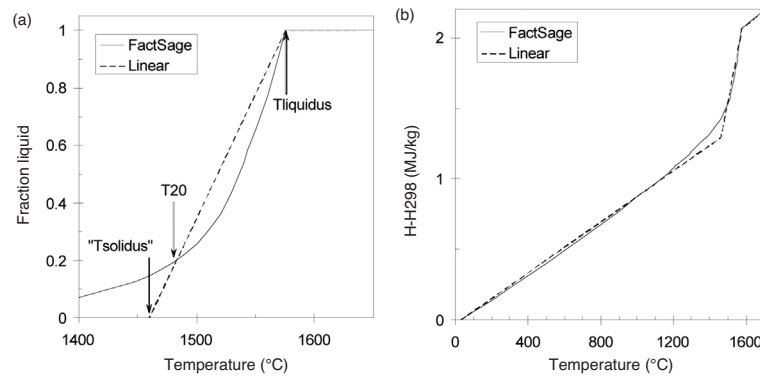 (a)
1
0.8
0.6
0.4
0.2
0
Fraction liquid
FactSage
Linear
Tliquidus
T20
"Tsolidus"
1400
1500
1600
Temperature (°C)
(b)
2
1
0
H-H298 (MJ/kg)
FactSage
Linear
0
400
800
1200
1600
Temperature (°C)